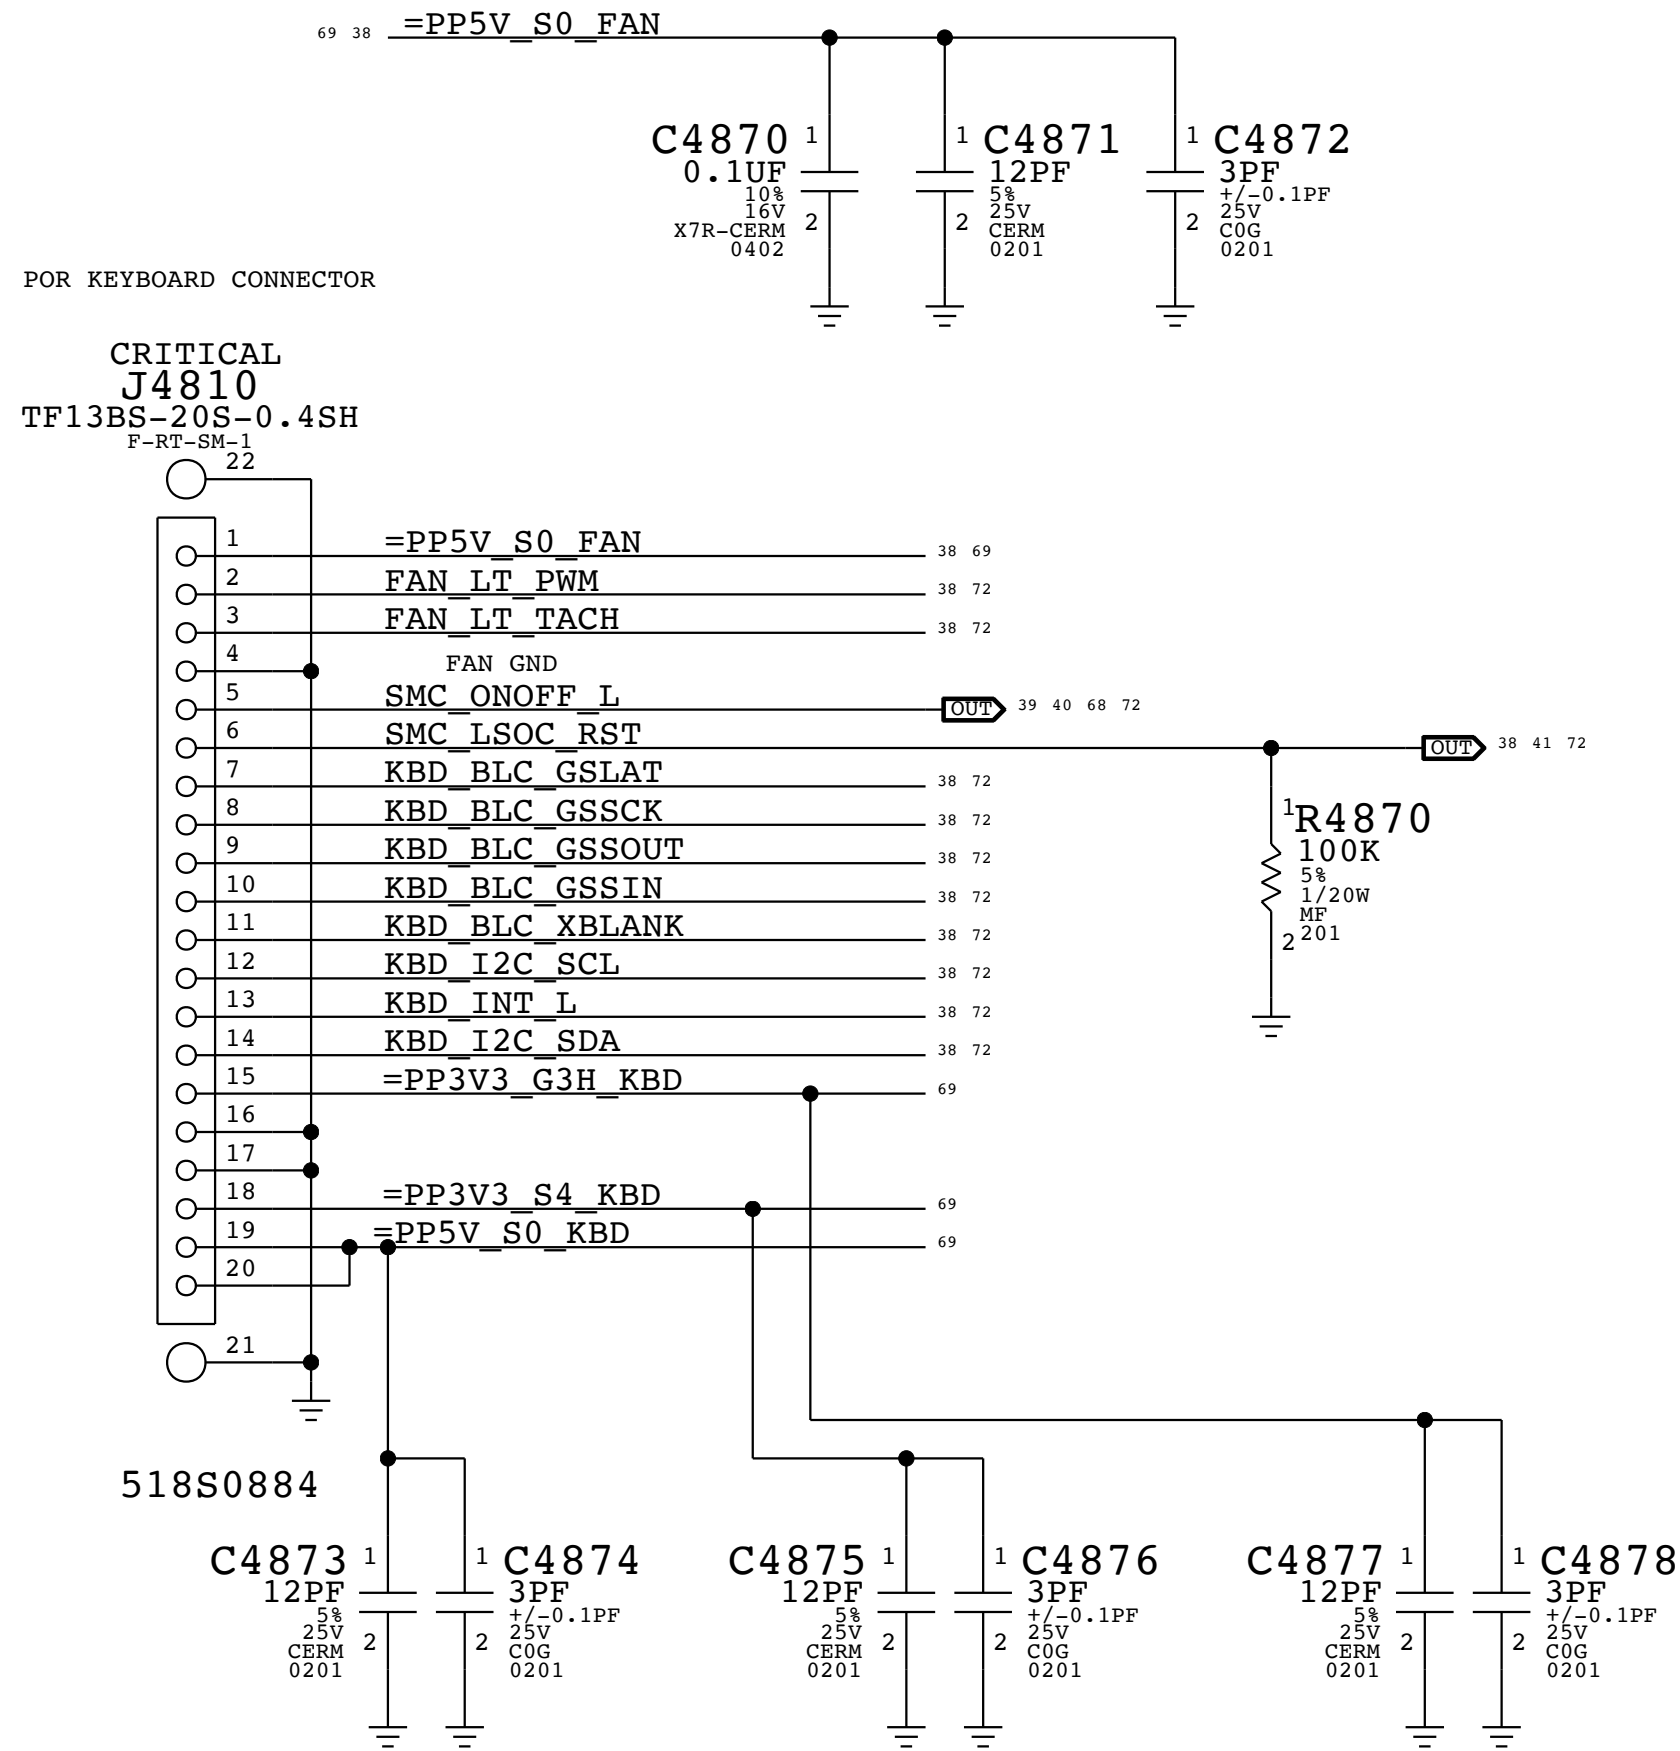 69 38 =PP5V_S0_FAN
C4870 1
0.1UF
10%
16V
X7R-CERM 2
0402
1 C4871
12PF
5%
25V
2 CERM
0201
1 C4872
3PF
+/-0.1PF
25V
2 C0G
0201
POR KEYBOARD CONNECTOR
CRITICAL
J4810
TF13BS-20S-0.4SH
F-RT-SM-1
22
1 =PP5V_S0_FAN 38 69
2 FAN_LT_PWM 38 72
3 FAN_LT_TACH 38 72
4 FAN GND
5 SMC_ONOFF_L OUT 39 40 68 72
6 SMC_LSOC_RST OUT 38 41 72
7 KBD_BLC_GSLAT 38 72
8 KBD_BLC_GSSCK 38 72
9 KBD_BLC_GSSOUT 38 72
10 KBD_BLC_GSSIN 38 72
11 KBD_BLC_XBLANK 38 72
12 KBD_I2C_SCL 38 72
13 KBD_INT_L 38 72
14 KBD_I2C_SDA 38 72
15 =PP3V3_G3H_KBD 69
16
17
18 =PP3V3_S4_KBD 69
19 =PP5V_S0_KBD 69
20
21
1 R4870
100K
5%
1/20W
MF
2 201
518S0884
C4873 1
12PF
5%
25V 2
CERM
0201
1 C4874
3PF
+/-0.1PF
2 25V
C0G
0201
C4875 1
12PF
5%
25V 2
CERM
0201
1 C4876
3PF
+/-0.1PF
2 25V
C0G
0201
C4877 1
12PF
5%
25V 2
CERM
0201
1 C4878
3PF
+/-0.1PF
2 25V
C0G
0201